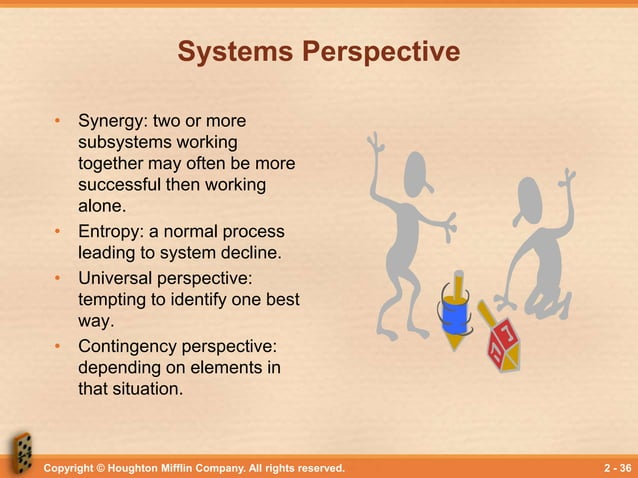 Systems Perspective
• Synergy: two or more
subsystems working
together may often be more
successful then working
alone.
• Entropy: a normal process
leading to system decline.
• Universal perspective:
tempting to identify one best
way.
• Contingency perspective:
depending on elements in
that situation.
Copyright © Houghton Mifflin Company. All rights reserved.
2 - 36